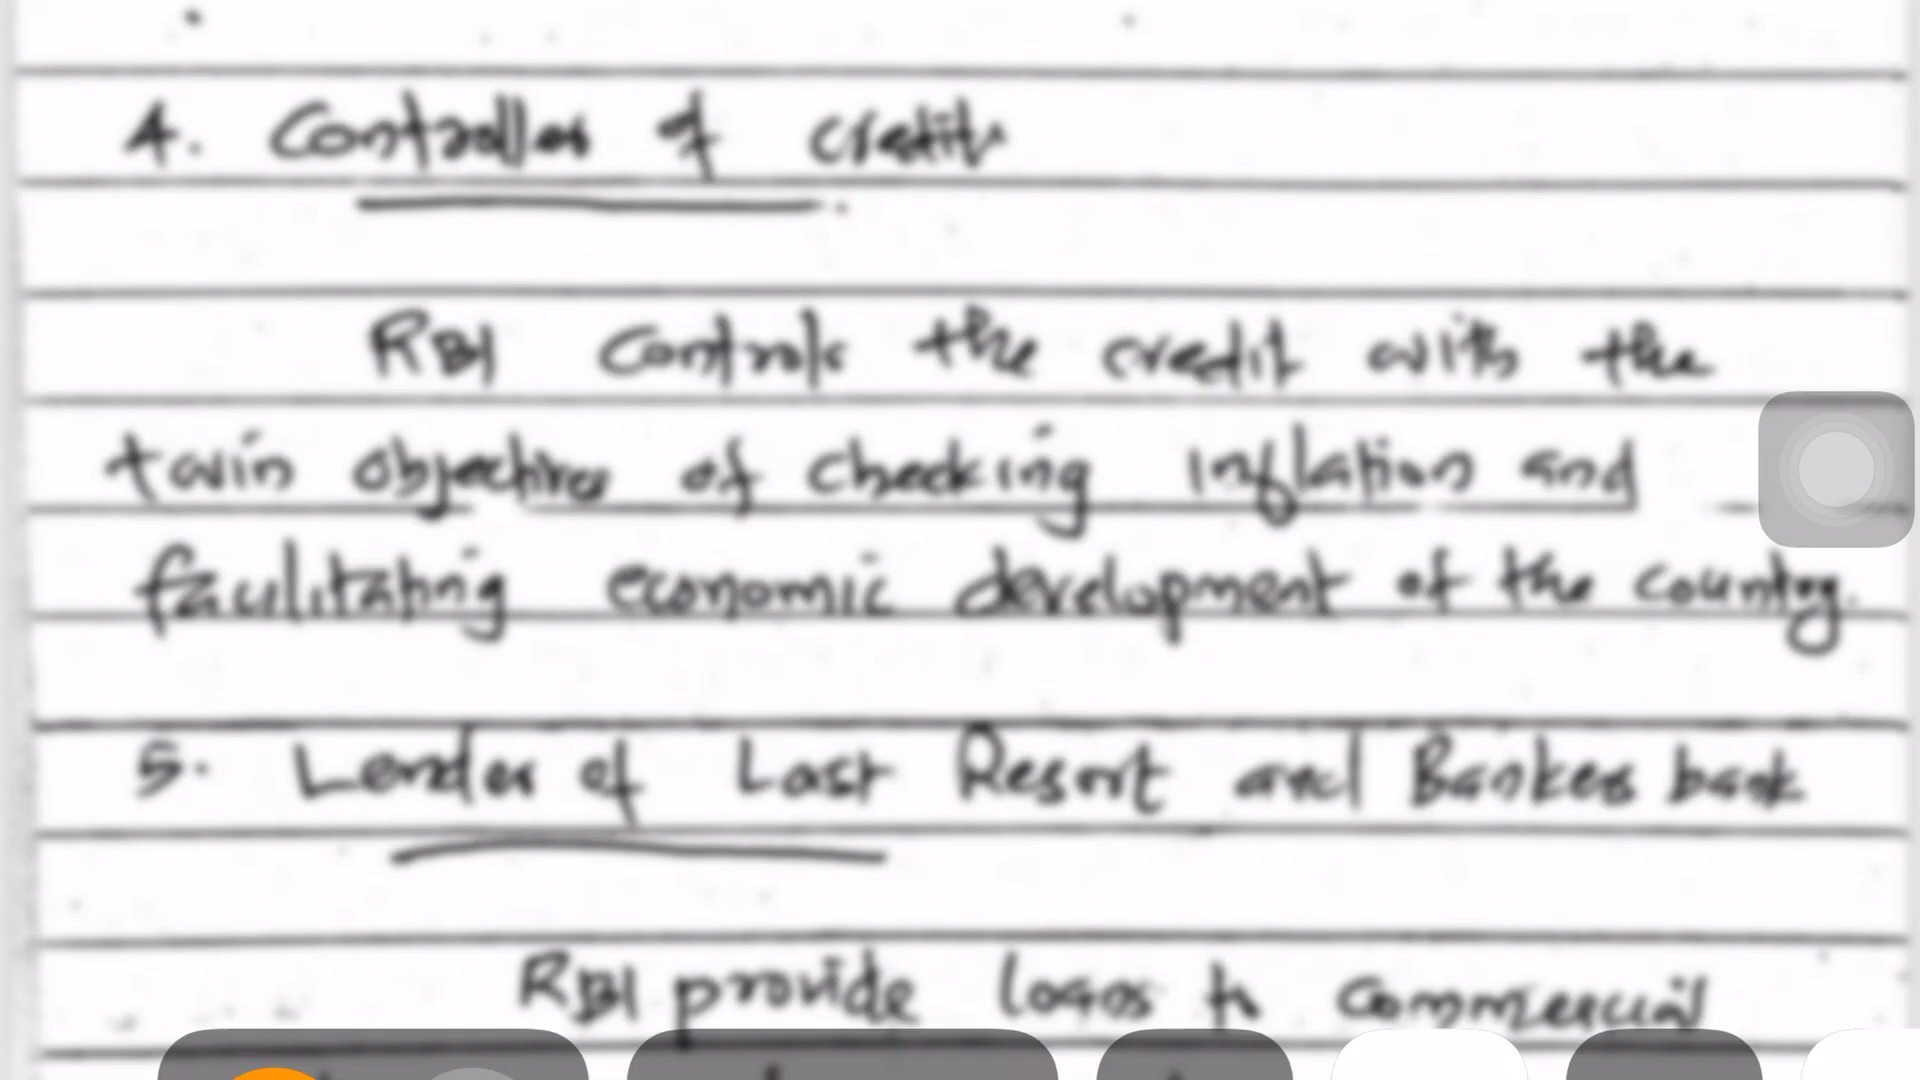 4. Controller of credit
RBI controls the credit with the
twin objectives of checking inflation and
facilitating economic development of the country.
5. Lender of Last Resort and Bankers bank
RBI provide loans to commercial